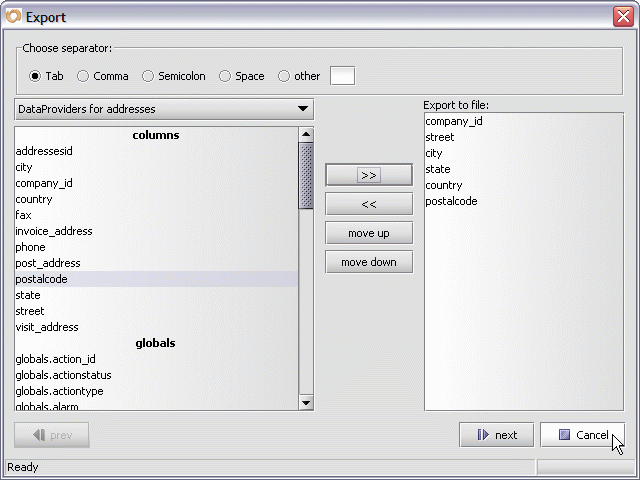 Export
Choose separator:
Tab Comma Semicolon Space other
DataProviders for addresses
columns
addressesid
city
company_id
country
fax
invoice_address
phone
post_address
postalcode
state
street
visit_address
globals
globals.action_id
globals.actionstatus
globals.actiontype
globals.alarm
>>
<<
move up
move down
Export to file:
company_id
street
city
state
country
postalcode
prev
next
Cancel
Ready